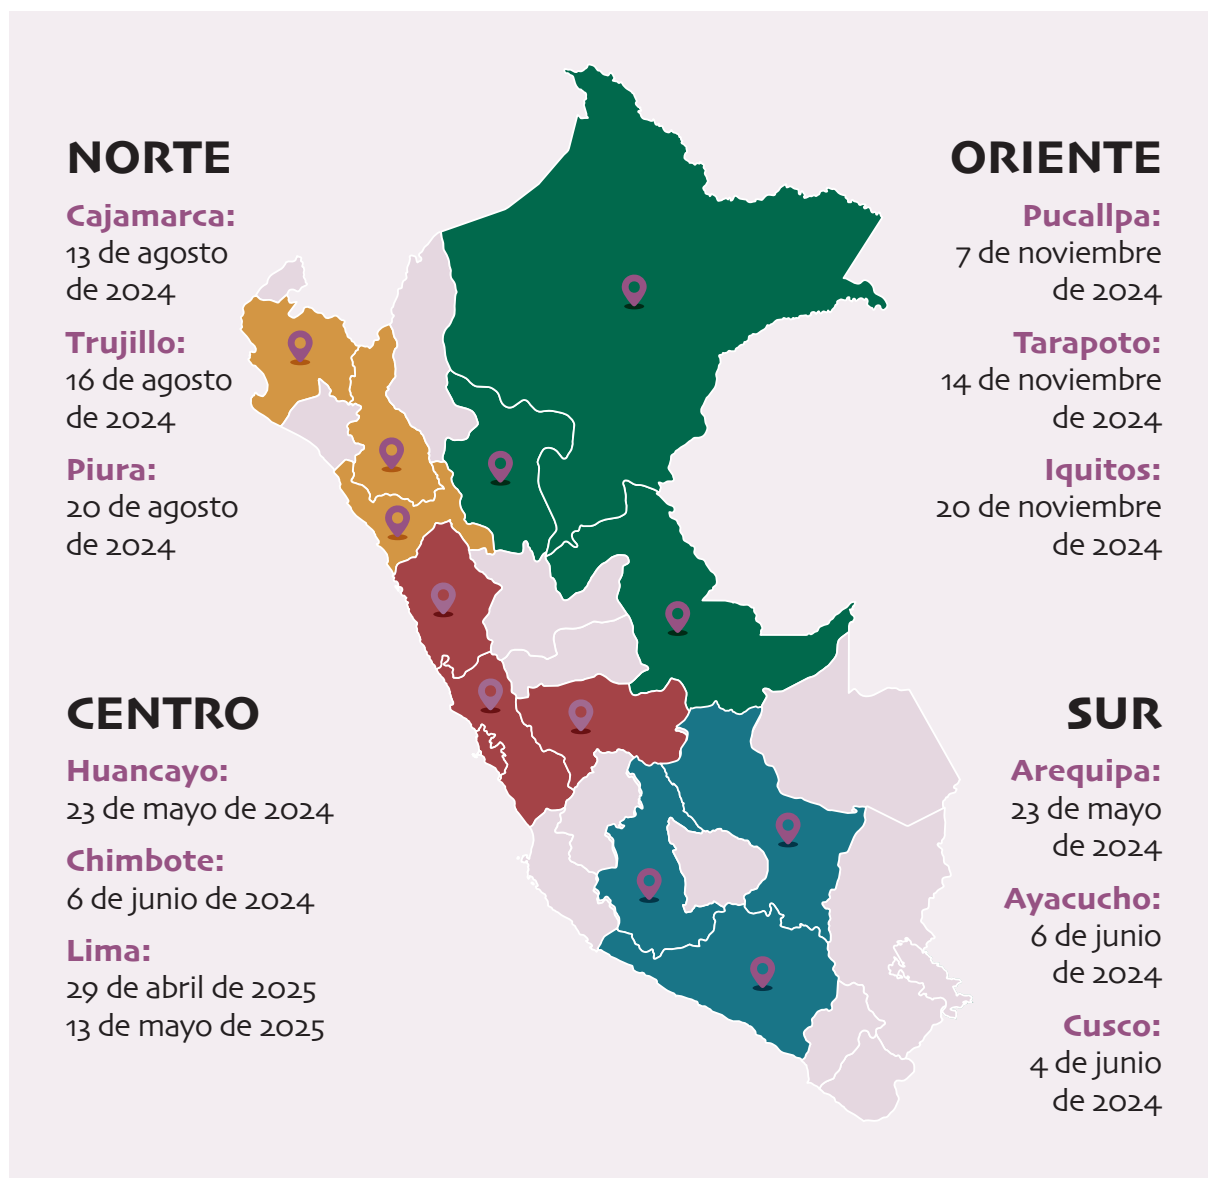 NORTE
Cajamarca:
13 de agosto
de 2024
Trujillo:
16 de agosto
de 2024
Piura:
20 de agosto
de 2024
CENTRO
Huancayo:
23 de mayo de 2024
Chimbote:
6 de junio de 2024
Lima:
29 de abril de 2025
13 de mayo de 2025
ORIENTE
Pucallpa:
7 de noviembre
de 2024
Tarapoto:
14 de noviembre
de 2024
Iquitos:
20 de noviembre
de 2024
SUR
Arequipa:
23 de mayo
de 2024
Ayacucho:
6 de junio
de 2024
Cusco:
4 de junio
de 2024